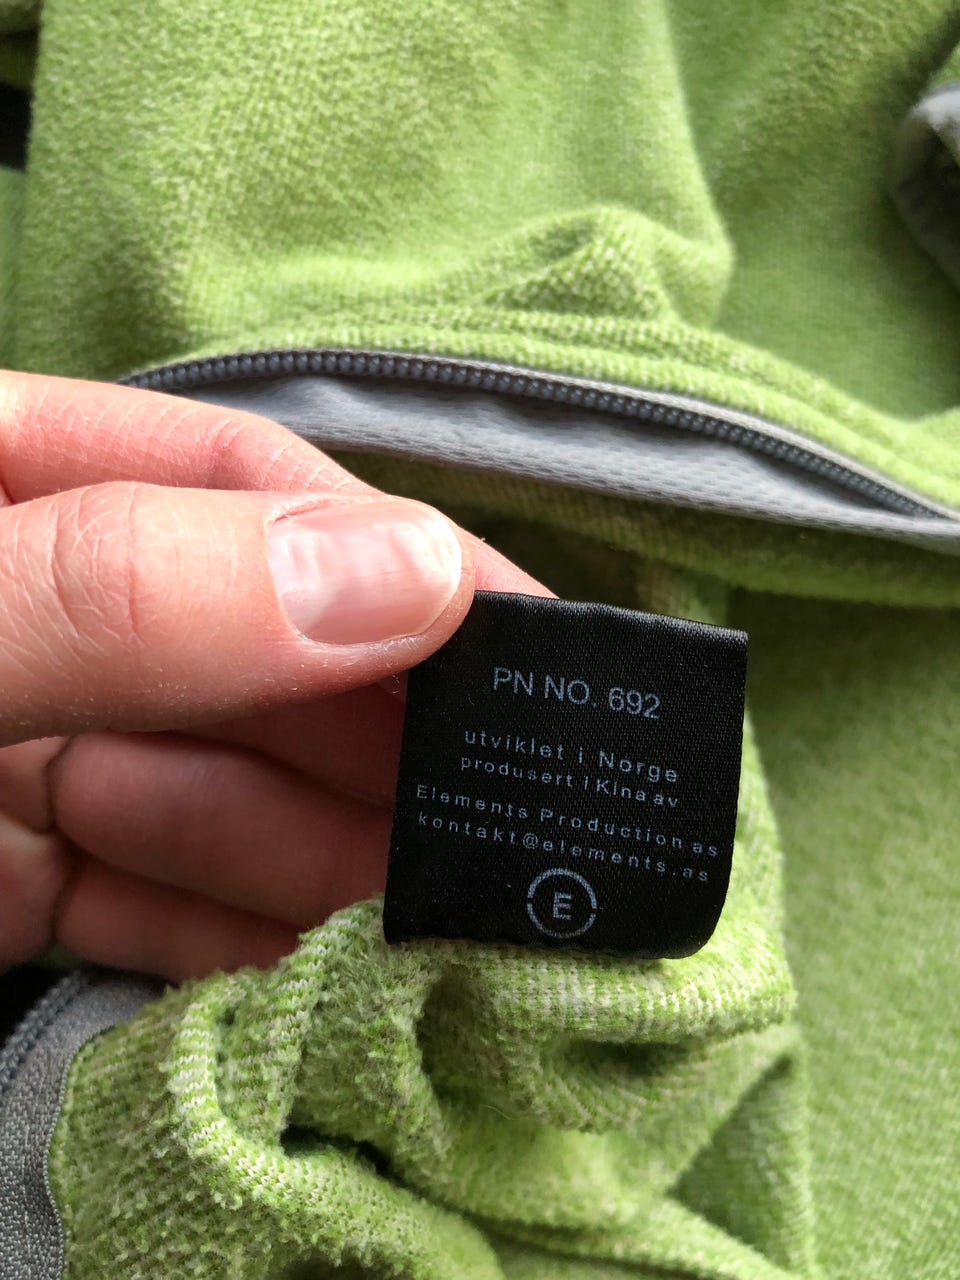 PN NO. 692
utviklet i Norge
produsert i Kina av
Elements Production as
kontakt@elements.as
E